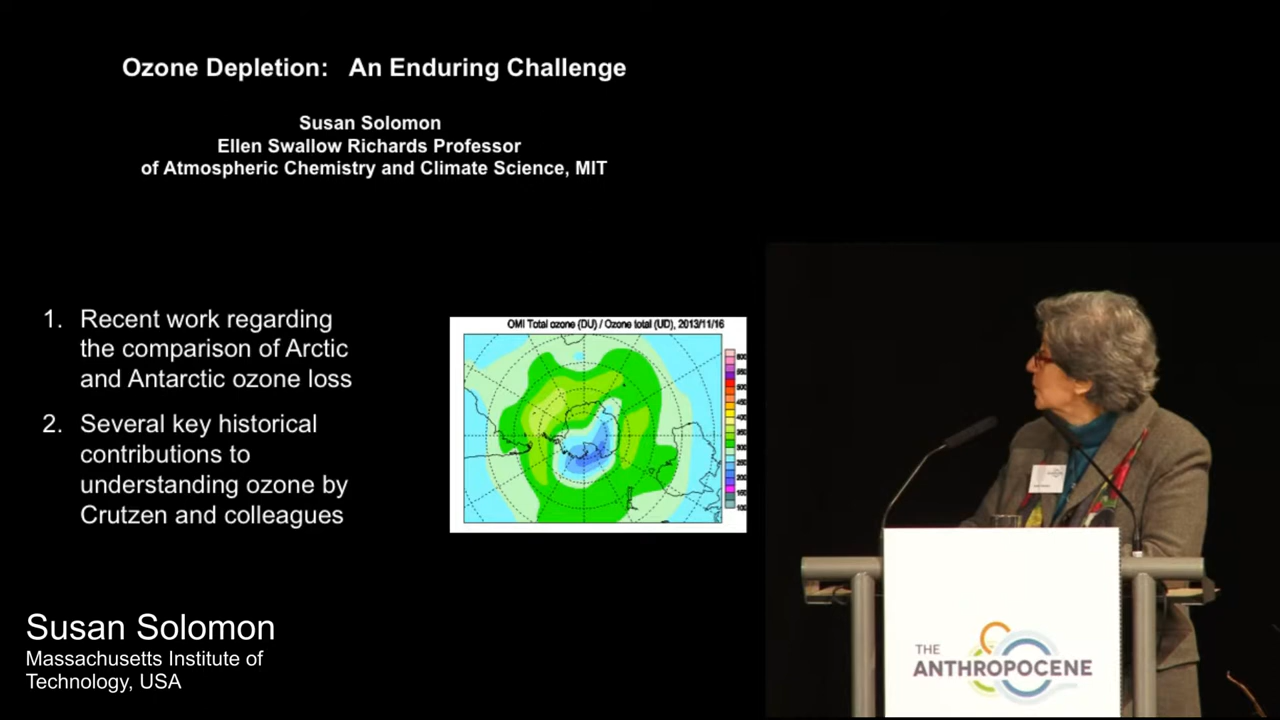 Ozone Depletion: An Enduring Challenge
Susan Solomon
Ellen Swallow Richards Professor
of Atmospheric Chemistry and Climate Science, MIT
1. Recent work regarding
the comparison of Arctic
and Antarctic ozone loss
2. Several key historical
contributions to
understanding ozone by
Crutzen and colleagues
OMI Total ozone (DU) / Ozone total (UD), 2013/11/16
Susan Solomon
Massachusetts Institute of
Technology, USA
THE
ANTHROPOCENE